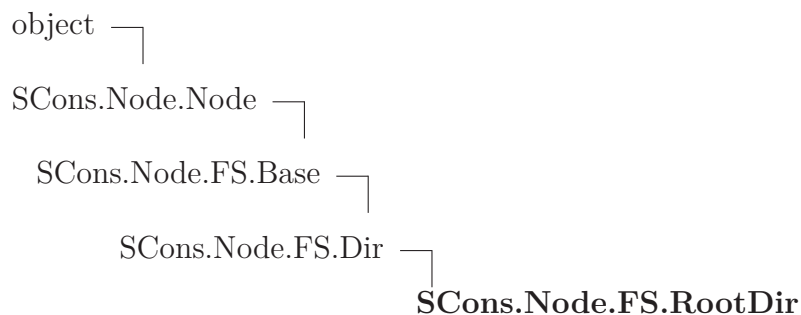 object
SCons.Node.Node
SCons.Node.FS.Base
SCons.Node.FS.Dir
SCons.Node.FS.RootDir